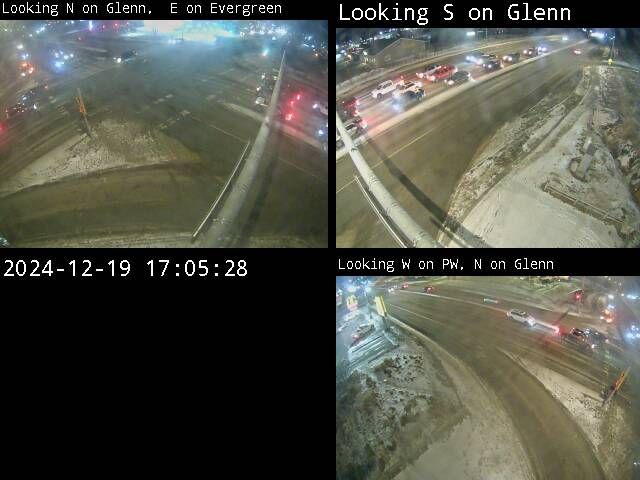 Looking N on Glenn, E on Evergreen
Looking S on Glenn
2024-12-19 17:05:28
Looking W on PW, N on Glenn